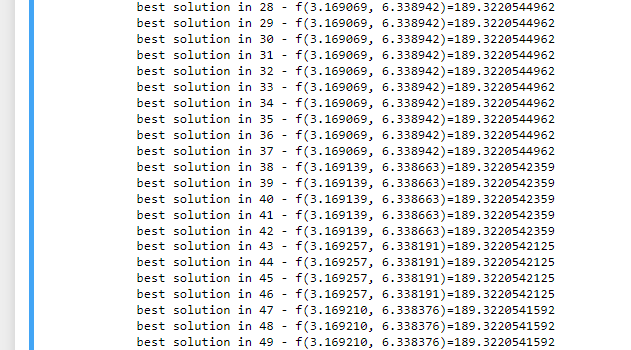 best solution in 28 - f(3.169069, 6.338942)=189.3220544962
best solution in 29 - f(3.169069, 6.338942)=189.3220544962
best solution in 30 - f(3.169069, 6.338942)=189.3220544962
best solution in 31 - f(3.169069, 6.338942)=189.3220544962
best solution in 32 - f(3.169069, 6.338942)=189.3220544962
best solution in 33 - f(3.169069, 6.338942)=189.3220544962
best solution in 34 - f(3.169069, 6.338942)=189.3220544962
best solution in 35 - f(3.169069, 6.338942)=189.3220544962
best solution in 36 - f(3.169069, 6.338942)=189.3220544962
best solution in 37 - f(3.169069, 6.338942)=189.3220544962
best solution in 38 - f(3.169139, 6.338663)=189.3220542359
best solution in 39 - f(3.169139, 6.338663)=189.3220542359
best solution in 40 - f(3.169139, 6.338663)=189.3220542359
best solution in 41 - f(3.169139, 6.338663)=189.3220542359
best solution in 42 - f(3.169139, 6.338663)=189.3220542359
best solution in 43 - f(3.169257, 6.338191)=189.3220542125
best solution in 44 - f(3.169257, 6.338191)=189.3220542125
best solution in 45 - f(3.169257, 6.338191)=189.3220542125
best solution in 46 - f(3.169257, 6.338191)=189.3220542125
best solution in 47 - f(3.169210, 6.338376)=189.3220541592
best solution in 48 - f(3.169210, 6.338376)=189.3220541592
best solution in 49 - f(3.169210, 6.338376)=189.3220541592